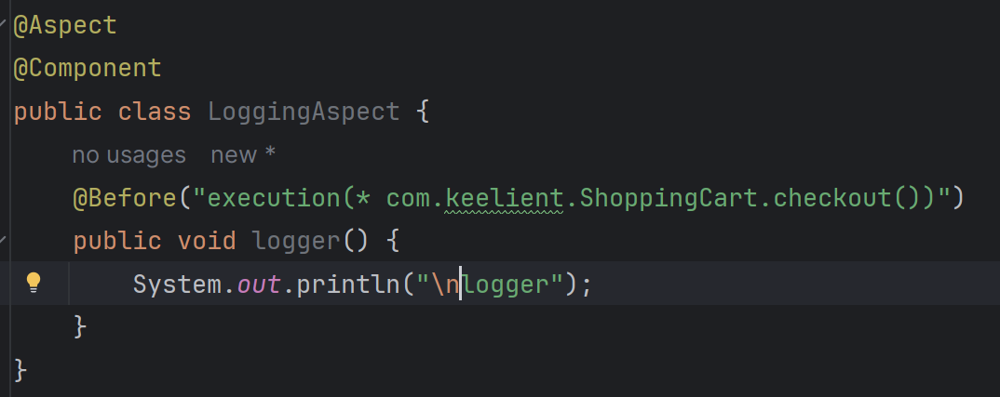 @Aspect
@Component
public class LoggingAspect {
no usages new *
@Before("execution(* com.keelient.ShoppingCart.checkout())")
public void logger() {
System.out.println("\nlogger");
}
}